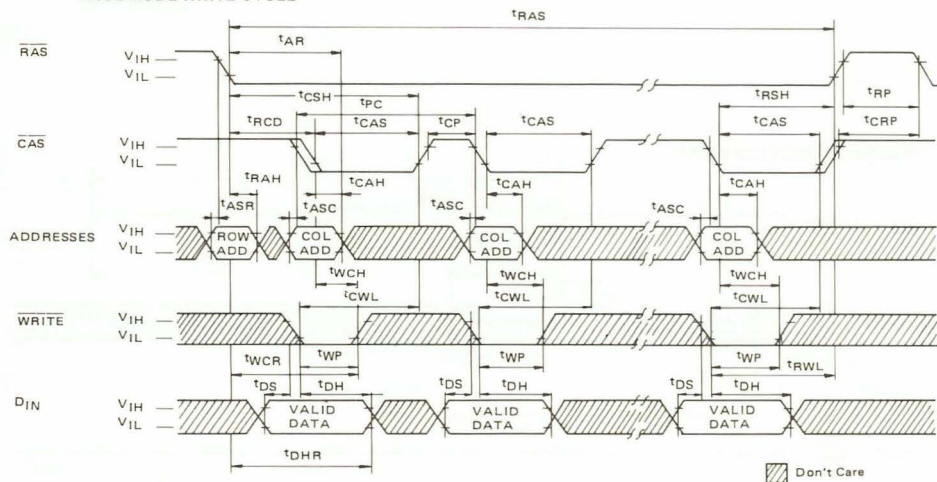 tRAS
tAR
RAS
VIH
VIL
tCSH
tPC
tRSH
tRP
tRCD
tCAS
tCP
tCAS
tCAS
tCRP
CAS
VIH
VIL
tRAH
tCAH
tCAH
tCAH
tASR
tASC
tASC
tASC
ADDRESSES
VIH
VIL
ROW ADD
COL ADD
COL ADD
COL ADD
tWCH
tWCH
tWCH
tCWL
tCWL
tCWL
WRITE
VIH
VIL
tWP
tWP
tWP
tWCR
tRWL
tDS
tDH
tDS
tDH
tDS
tDH
DIN
VIH
VIL
VALID DATA
VALID DATA
VALID DATA
tDHR
Don't Care